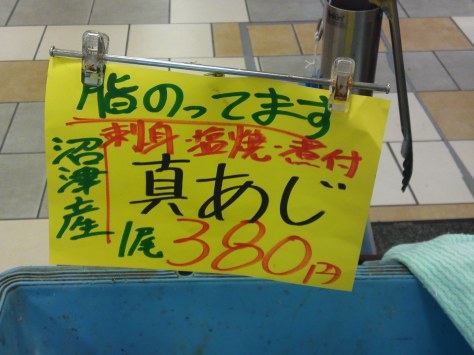 脂のってます
刺身・塩焼・煮付
沼津産
真あじ
1尾380円